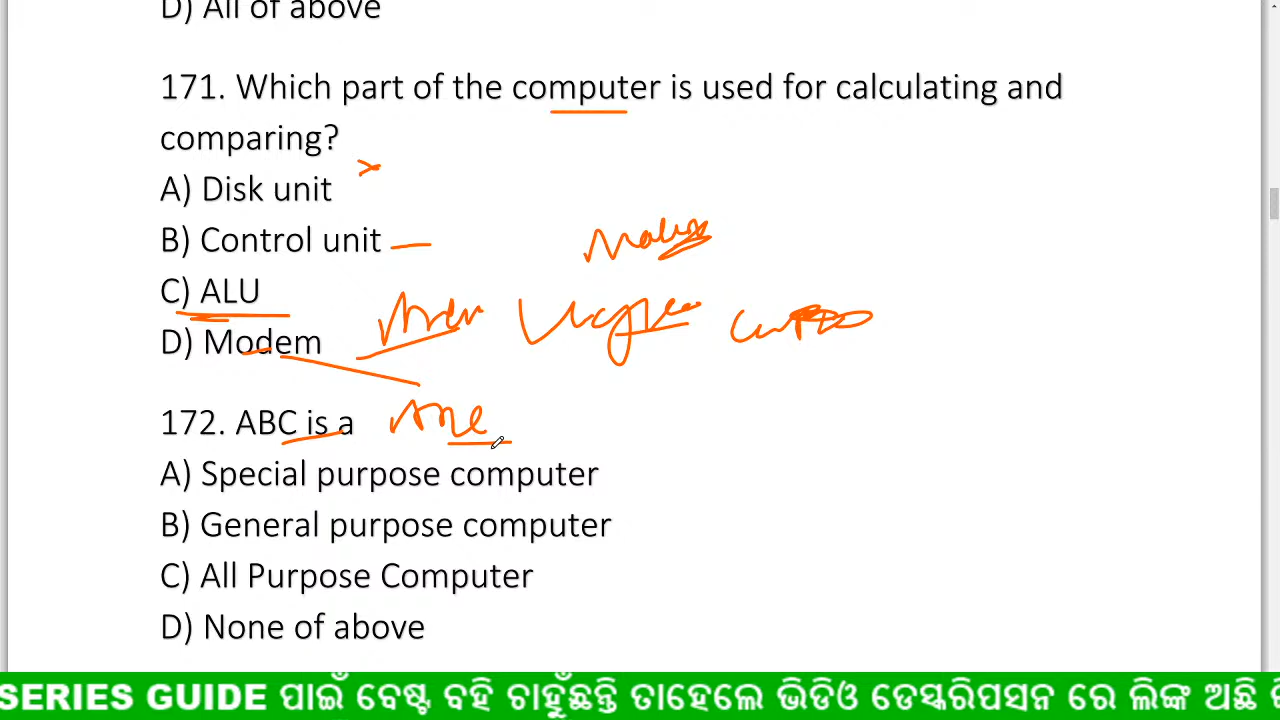 D) All of above
171. Which part of the computer is used for calculating and
comparing?
A) Disk unit
B) Control unit
C) ALU
D) Modem
172. ABC is a
A) Special purpose computer
B) General purpose computer
C) All Purpose Computer
D) None of above
SERIES GUIDE ପାଇଁ ବେଷ୍ଟ ବହି ଚାହୁଁଛନ୍ତି ତାହେଲେ ଭିଡିଓ ଡେସ୍କରିପସନ ରେ ଲିଙ୍କ ଅଛି